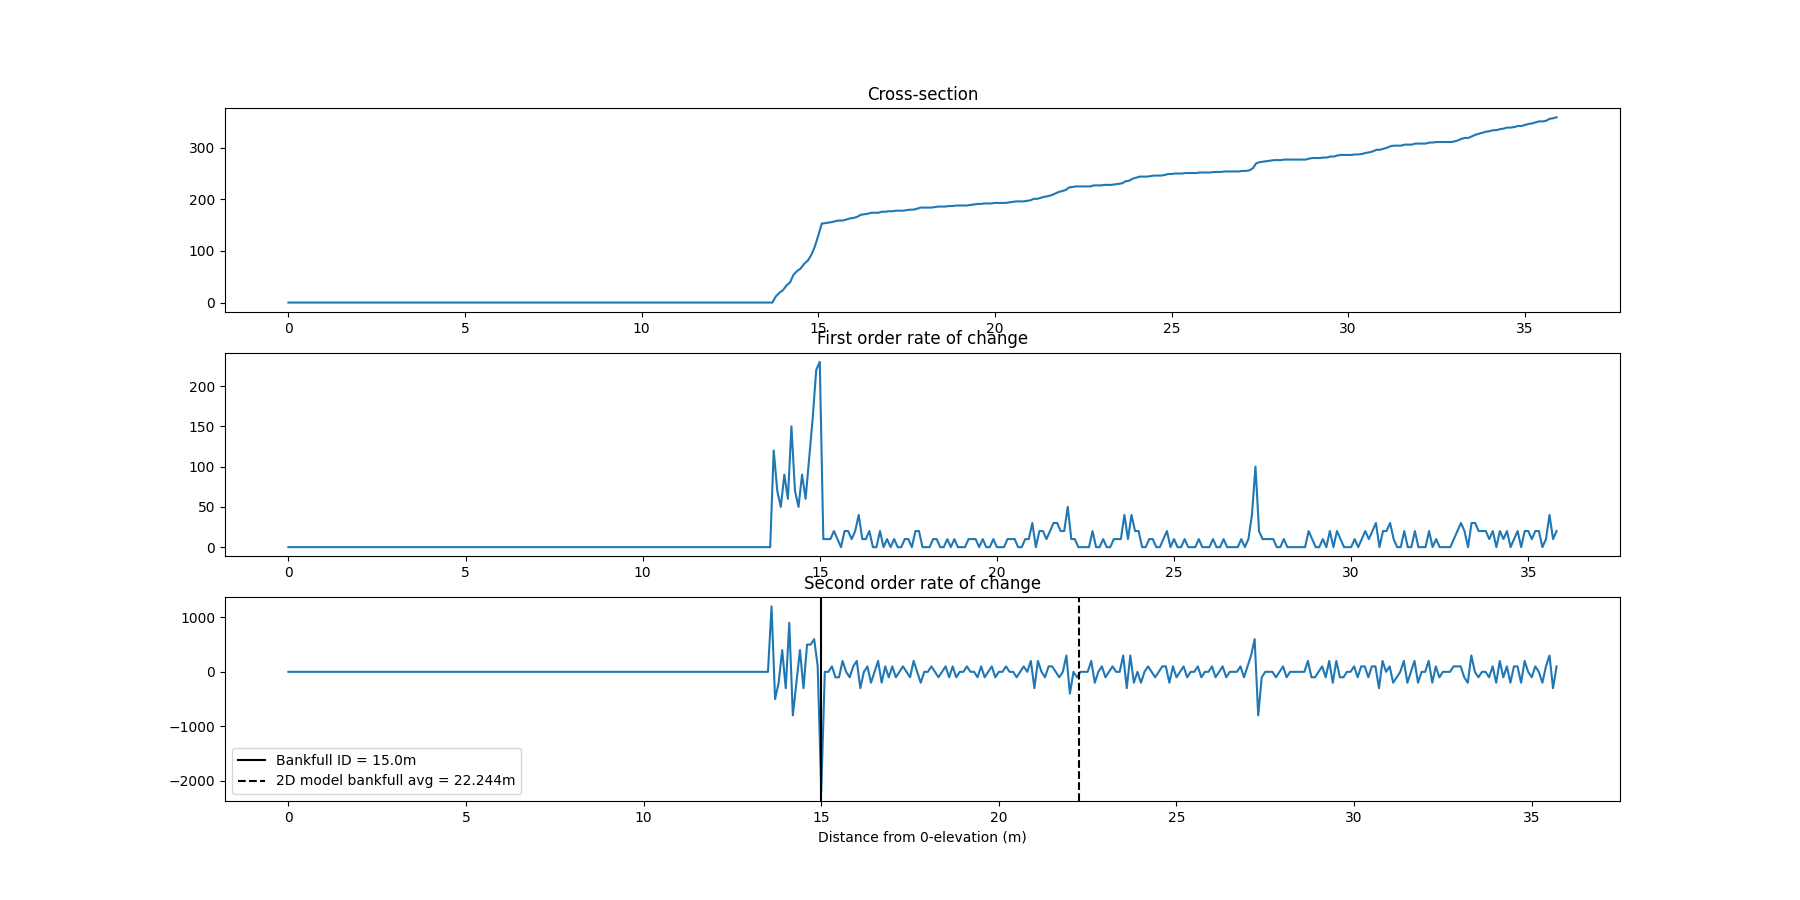 Cross-section
300
200
100
0
0 5 10 15 20 25 30 35
First order rate of change
200
150
100
50
0
0 5 10 15 20 25 30 35
Second order rate of change
1000
0
−1000
−2000
Bankfull ID = 15.0m
2D model bankfull avg = 22.244m
0 5 10 15 20 25 30 35
Distance from 0-elevation (m)